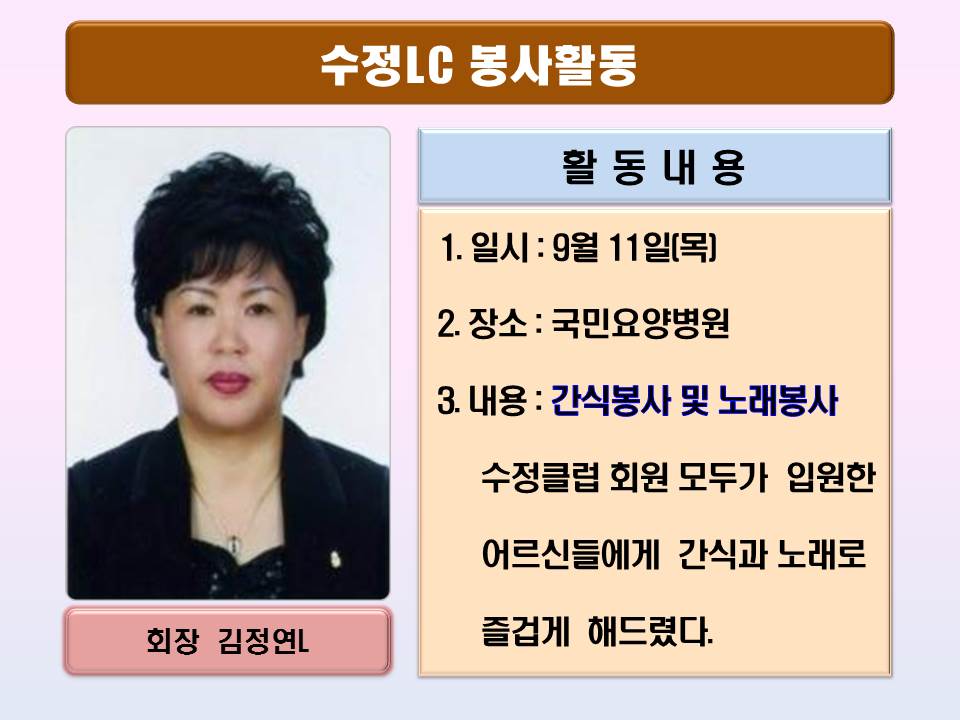 수정LC 봉사활동
활 동 내 용
1. 일시 : 9월 11일(목)
2. 장소 : 국민요양병원
3. 내용 : 간식봉사 및 노래봉사
수정클럽 회원 모두가 입원한
어르신들에게 간식과 노래로
즐겁게 해드렸다.
회장 김정연L